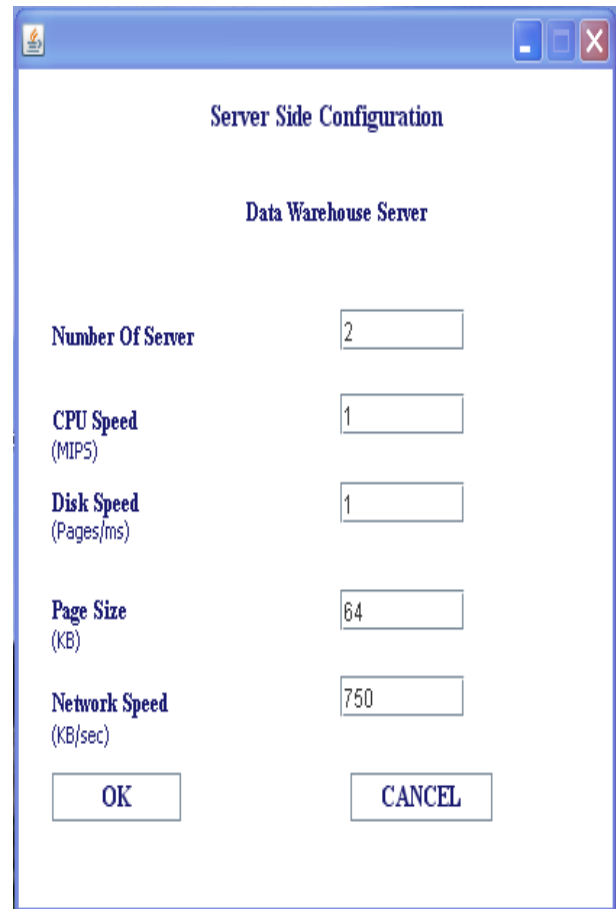 Server Side Configuration
Data Warehouse Server
Number Of Server 2
CPU Speed 1
(MIPS)
Disk Speed 1
(Pages/ms)
Page Size 64
(KB)
Network Speed 750
(KB/sec)
OK CANCEL